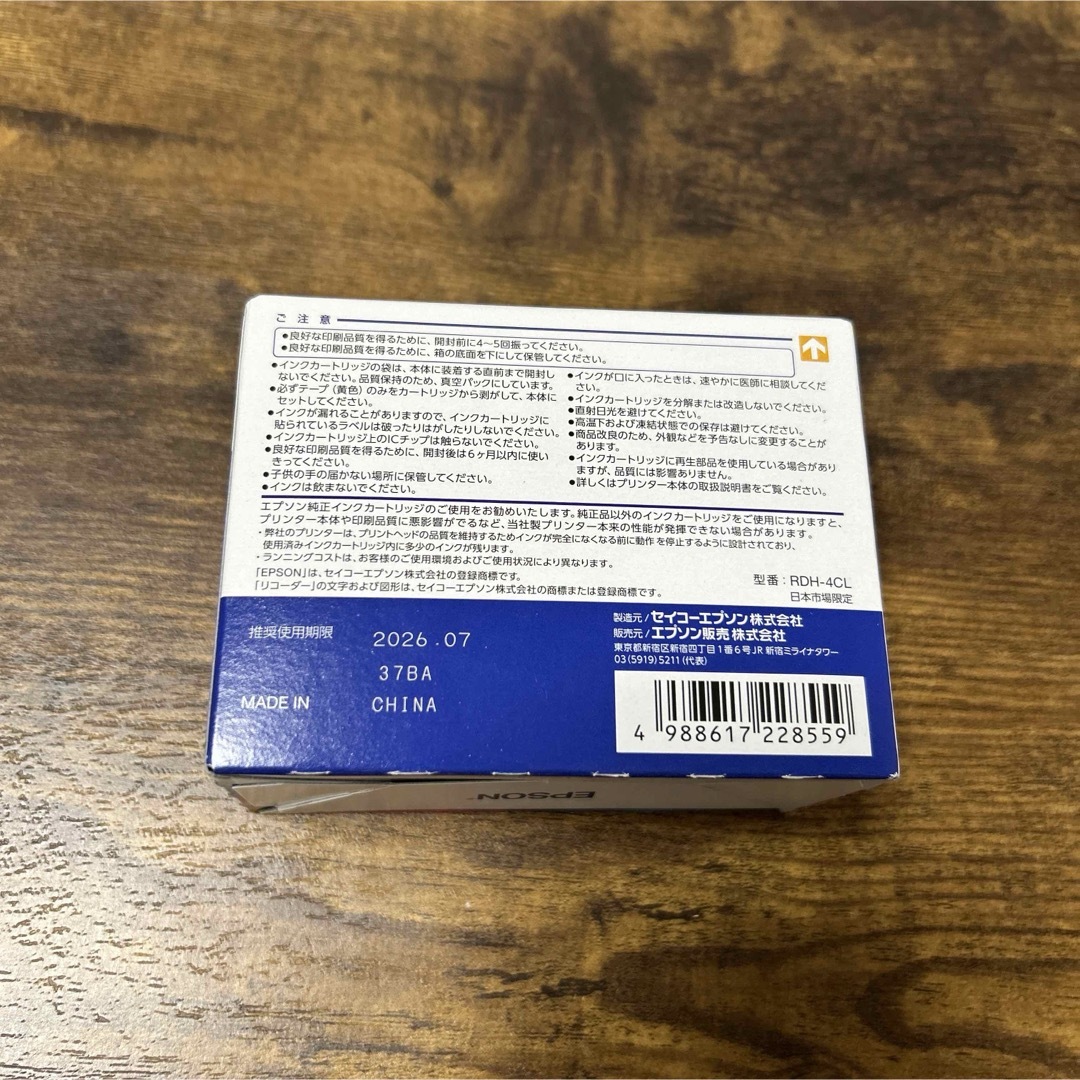 ご注意
●良好な印刷品質を得るために、開封前に4～5回振ってください。
●良好な印刷品質を得るために、箱の底面を下にして保管してください。
●インクカートリッジの袋は、本体に装着する直前まで開封し
ないでください。品質保持のため、真空パックにしています。
●必ずテープ（黄色）のみをカートリッジから剥がして、本体に
セットしてください。
●インクが漏れることがありますので、インクカートリッジに
貼られているラベルは破ったりはがしたりしないでください。
●インクカートリッジ上のICチップは触らないでください。
●良好な印刷品質を得るために、開封後は6ヶ月以内に使い
きってください。
●子供の手の届かない場所に保管してください。
●インクは飲まないでください。
●インクが口に入ったときは、速やかに医師に相談してくだ
さい。
●インクカートリッジを分解または改造しないでください。
●直射日光を避けてください。
●高温下および凍結状態での保存は避けてください。
●商品改良のため、外観などを予告なしに変更することが
あります。
●インクカートリッジに再生部品を使用している場合があり
ますが、品質には影響ありません。
●詳しくはプリンター本体の取扱説明書をご覧ください。
エプソン純正インクカートリッジのご使用をお勧めいたします。純正品以外のインクカートリッジをご使用になりますと、
プリンター本体や印刷品質に悪影響がでるなど、当社製プリンター本来の性能が発揮できない場合があります。
・弊社のプリンターは、プリントヘッドの品質を維持するためインクが完全になくなる前に動作を停止するように設計されており、
使用済みインクカートリッジ内に多少のインクが残ります。
・ランニングコストは、お客様のご使用環境およびご使用状況により異なります。
「EPSON」は、セイコーエプソン株式会社の登録商標です。
「リコーダー」の文字および図形は、セイコーエプソン株式会社の商標または登録商標です。
型番：RDH-4CL
日本市場限定
推奨使用期限 2026.07
37BA
MADE IN CHINA
製造元/セイコーエプソン株式会社
販売元/エプソン販売株式会社
東京都新宿区新宿四丁目1番6号JR新宿ミライナタワー
03(5919)5211(代表)
4 988617 228559
EPSON